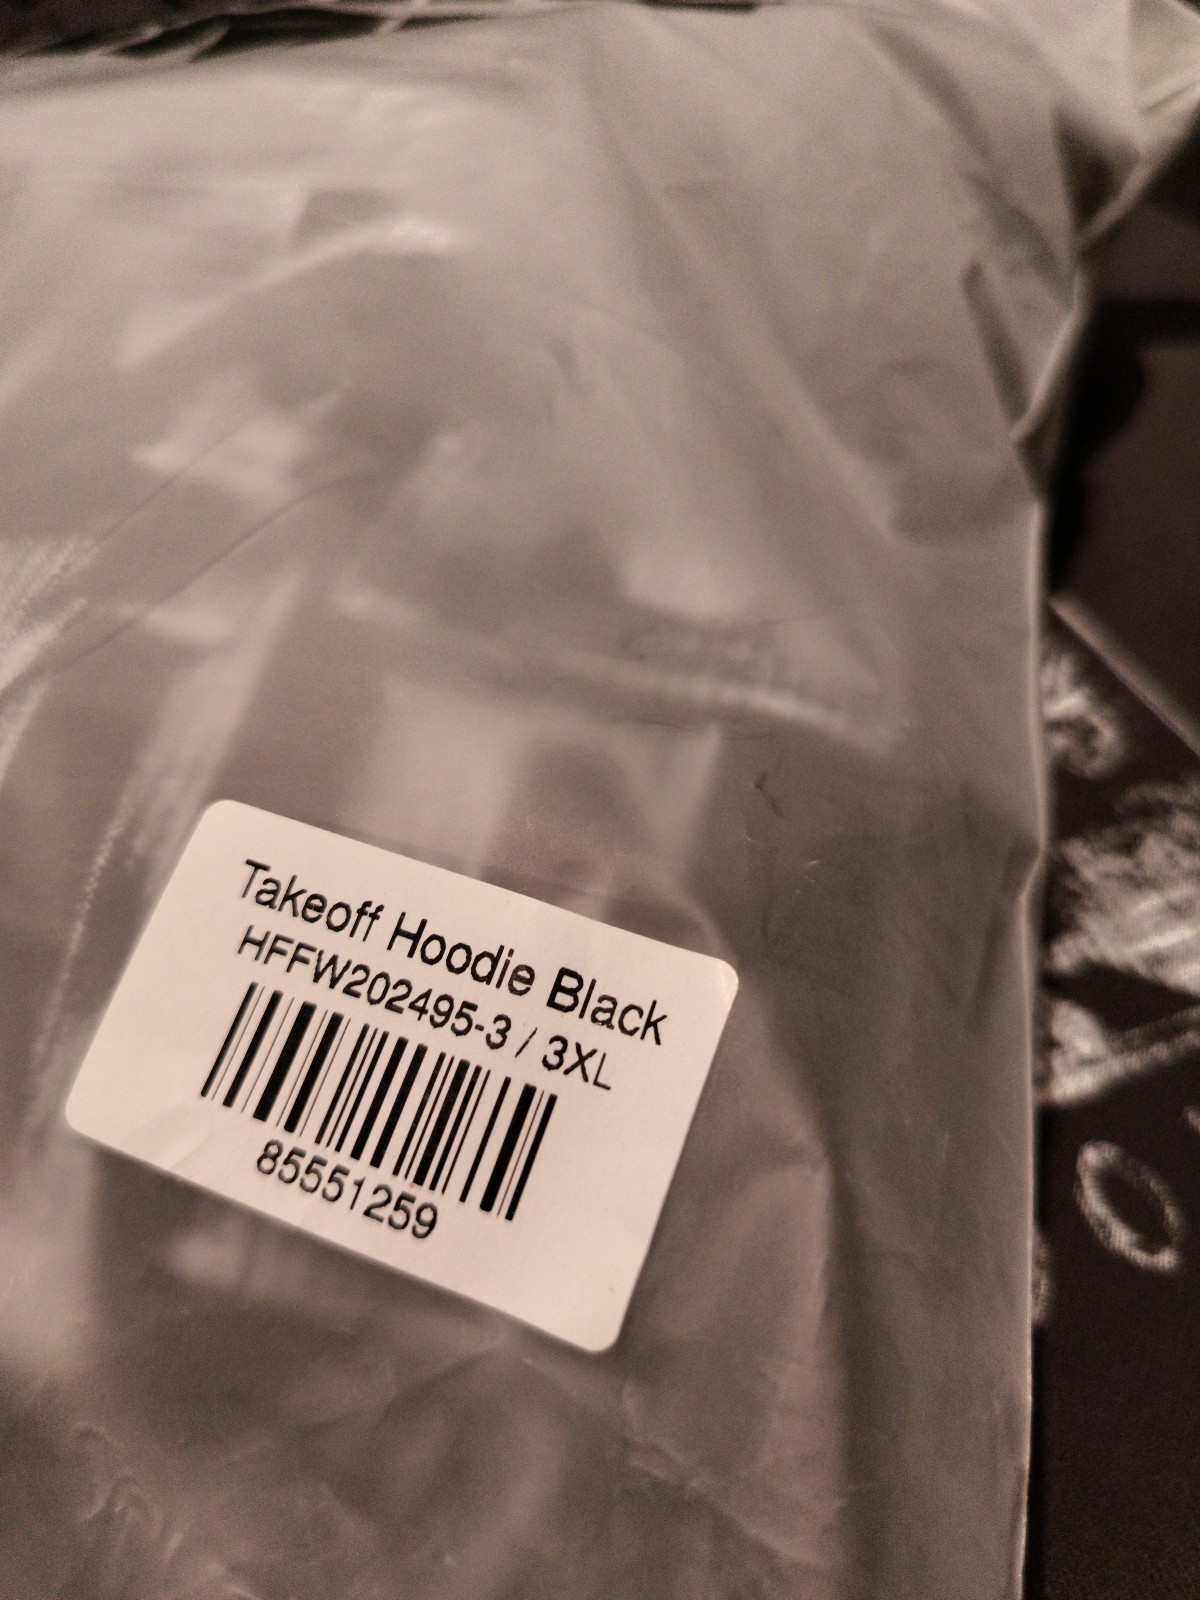 Takeoff Hoodie Black
HFFW202495-3 / 3XL
85551259